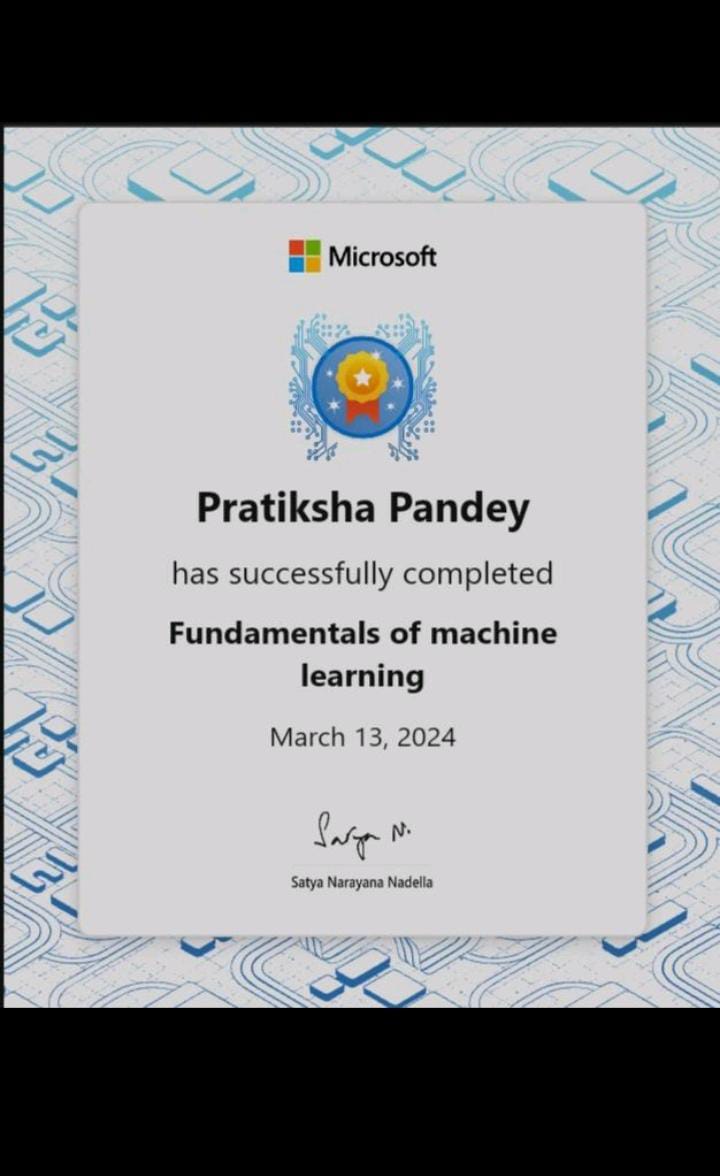 Microsoft
Pratiksha Pandey
has successfully completed
Fundamentals of machine
learning
March 13, 2024
Satya N.
Satya Narayana Nadella